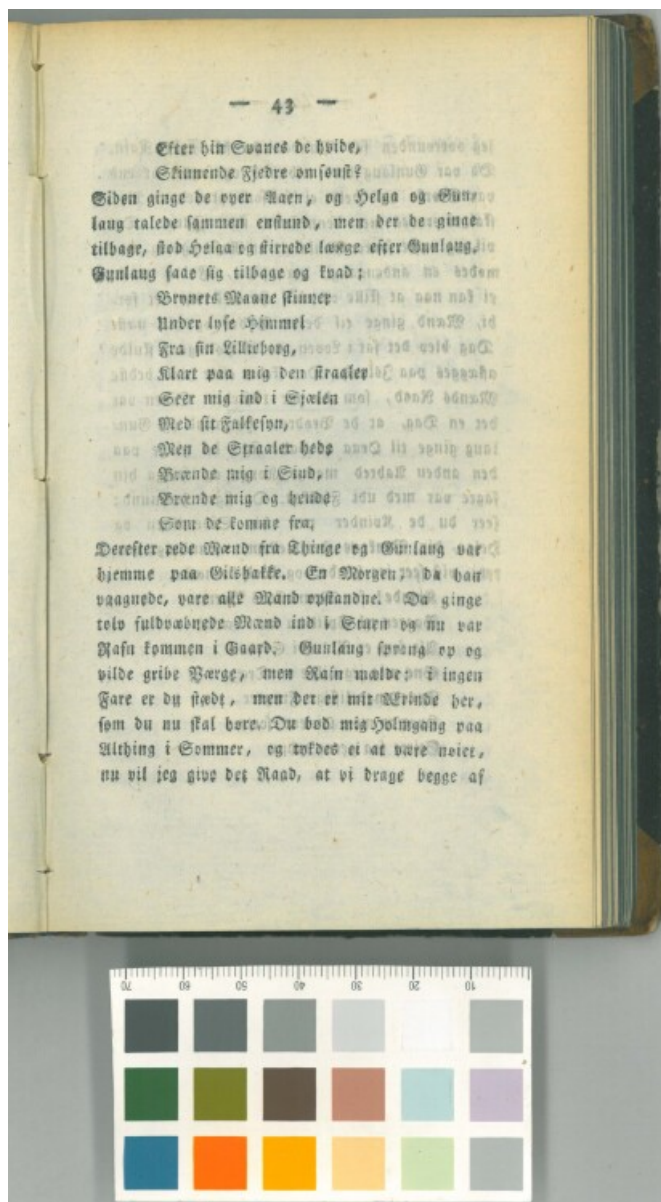 — 43 —
Efter hin Svanes de hvide,
Skinnende Fjedre omsonst?
Siden ginge de over Aaen, og Helga og Gun-
laug talede sammen enstund, men der de ginge
tilbage, stod Helga og stirrede længe efter Gunlaug.
Gunlaug saae sig tilbage og kvad:
Brynets Maane skinner
Under lyse Himmel
Fra sin Lillieborg,
Klart paa mig den straaler
Seer mig ind i Sjælen
Med sit Falkesyn,
Men de Straaler hede
Brænde mig i Sind,
Brænde mig og hende
Som de komme fra.
Derefter rede Mænd fra Thinge og Gunlaug var
hjemme paa Gilsbakke. En Morgen, da han
vaagnede, vare alle Mand opstandne. Da ginge
tolv fuldvæbnede Mænd ind i Stuen og nu var
Rafn kommen i Gaard. Gunlaug sprang op og
vilde gribe Værge, men Rafn mælde: i ingen
Fare er du stædt, men det er mit Ærinde her,
som du nu skal høre. Du bød mig Holmgang paa
Althing i Sommer, og tykdes ei at være nøiet,
nu vil jeg give det Raad, at vi drage begge af
70 60 50 40 30 20 10